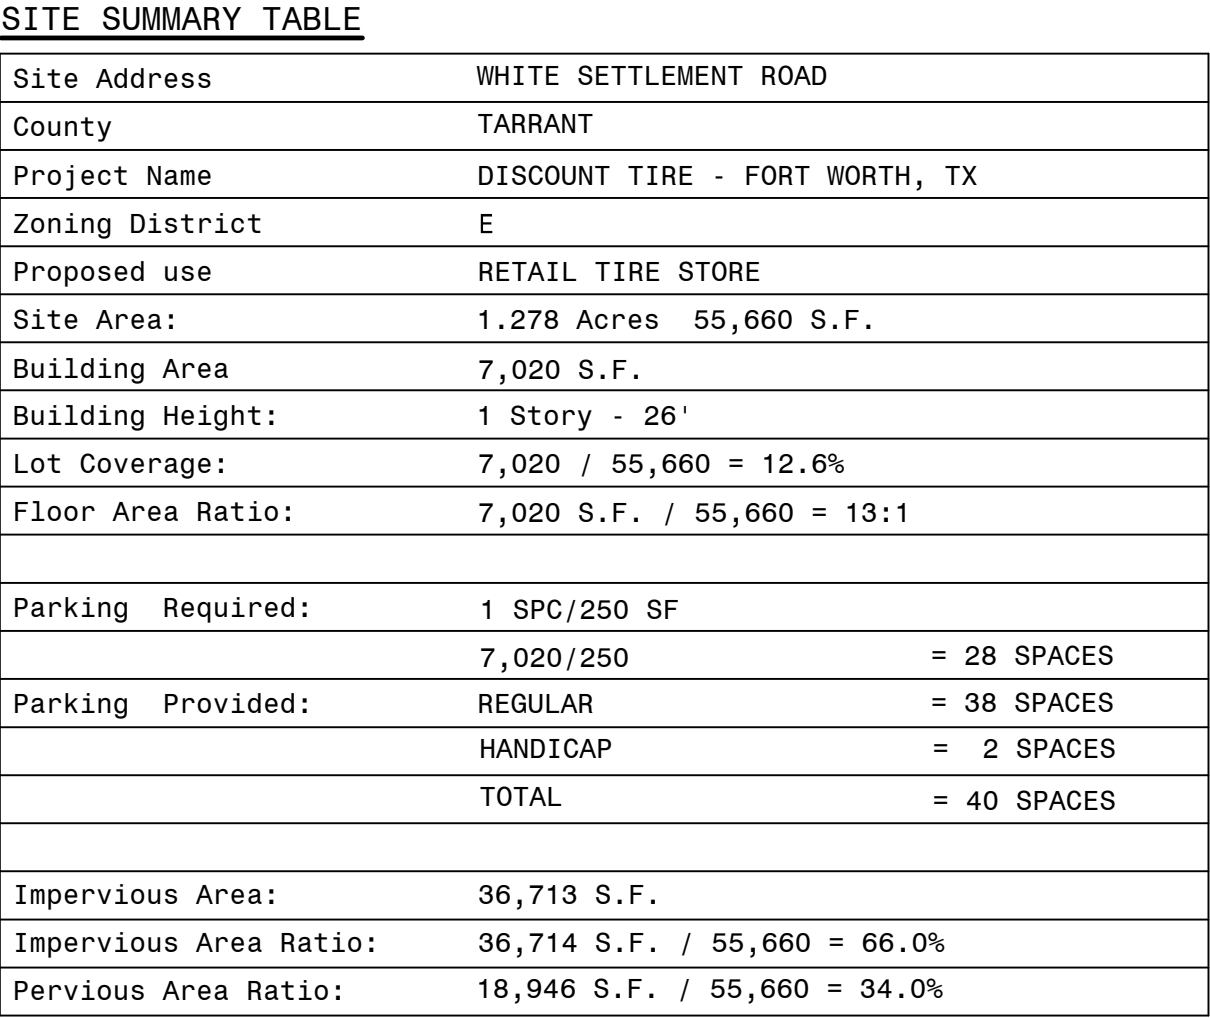 SITE SUMMARY TABLE
Site Address WHITE SETTLEMENT ROAD
County TARRANT
Project Name DISCOUNT TIRE - FORT WORTH, TX
Zoning District E
Proposed use RETAIL TIRE STORE
Site Area: 1.278 Acres 55,660 S.F.
Building Area 7,020 S.F.
Building Height: 1 Story - 26'
Lot Coverage: 7,020 / 55,660 = 12.6%
Floor Area Ratio: 7,020 S.F. / 55,660 = 13:1
Parking Required: 1 SPC/250 SF
7,020/250 = 28 SPACES
Parking Provided: REGULAR = 38 SPACES
HANDICAP = 2 SPACES
TOTAL = 40 SPACES
Impervious Area: 36,713 S.F.
Impervious Area Ratio: 36,714 S.F. / 55,660 = 66.0%
Pervious Area Ratio: 18,946 S.F. / 55,660 = 34.0%